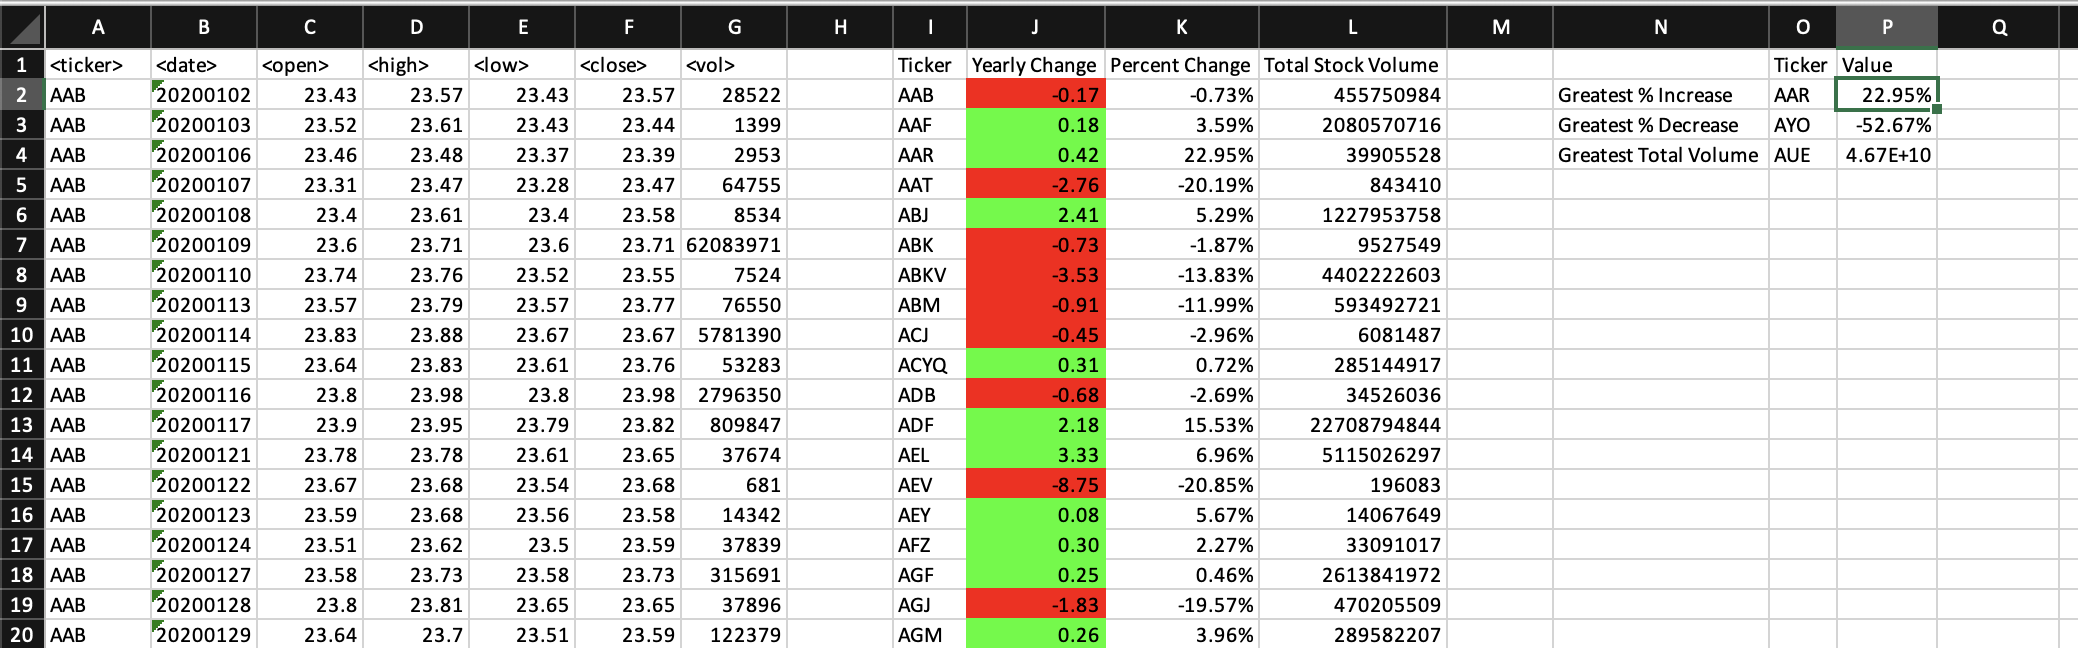 A B C D E F G H I J K L M N O P Q
1 <ticker> <date> <open> <high> <low> <close> <vol> Ticker Yearly Change Percent Change Total Stock Volume Ticker Value
2 AAB 20200102 23.43 23.57 23.43 23.57 28522 AAB -0.17 -0.73% 455750984 Greatest % Increase AAR 22.95%
3 AAB 20200103 23.52 23.61 23.43 23.44 1399 AAF 0.18 3.59% 2080570716 Greatest % Decrease AYO -52.67%
4 AAB 20200106 23.46 23.48 23.37 23.39 2953 AAR 0.42 22.95% 39905528 Greatest Total Volume AUE 4.67E+10
5 AAB 20200107 23.31 23.47 23.28 23.47 64755 AAT -2.76 -20.19% 843410
6 AAB 20200108 23.4 23.61 23.4 23.58 8534 ABJ 2.41 5.29% 1227953758
7 AAB 20200109 23.6 23.71 23.6 23.71 62083971 ABK -0.73 -1.87% 9527549
8 AAB 20200110 23.74 23.76 23.52 23.55 7524 ABKV -3.53 -13.83% 4402222603
9 AAB 20200113 23.57 23.79 23.57 23.77 76550 ABM -0.91 -11.99% 593492721
10 AAB 20200114 23.83 23.88 23.67 23.67 5781390 ACJ -0.45 -2.96% 6081487
11 AAB 20200115 23.64 23.83 23.61 23.76 53283 ACYQ 0.31 0.72% 285144917
12 AAB 20200116 23.8 23.98 23.8 23.98 2796350 ADB -0.68 -2.69% 34526036
13 AAB 20200117 23.9 23.95 23.79 23.82 809847 ADF 2.18 15.53% 22708794844
14 AAB 20200121 23.78 23.78 23.61 23.65 37674 AEL 3.33 6.96% 5115026297
15 AAB 20200122 23.67 23.68 23.54 23.68 681 AEV -8.75 -20.85% 196083
16 AAB 20200123 23.59 23.68 23.56 23.58 14342 AEY 0.08 5.67% 14067649
17 AAB 20200124 23.51 23.62 23.5 23.59 37839 AFZ 0.30 2.27% 33091017
18 AAB 20200127 23.58 23.73 23.58 23.73 315691 AGF 0.25 0.46% 2613841972
19 AAB 20200128 23.8 23.81 23.65 23.65 37896 AGJ -1.83 -19.57% 470205509
20 AAB 20200129 23.64 23.7 23.51 23.59 122379 AGM 0.26 3.96% 289582207